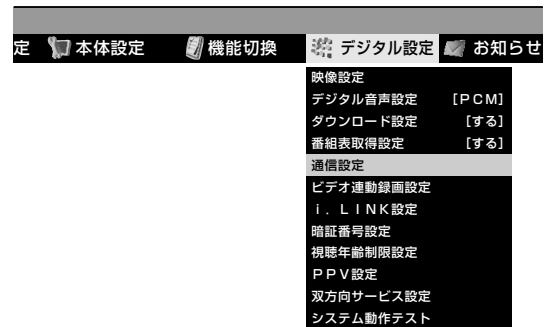 定 本体設定 機能切換 デジタル設定 お知らせ
映像設定
デジタル音声設定 [PCM]
ダウンロード設定 [する]
番組表取得設定 [する]
通信設定
ビデオ連動録画設定
i．LINK設定
暗証番号設定
視聴年齢制限設定
PPV設定
双方向サービス設定
システム動作テスト